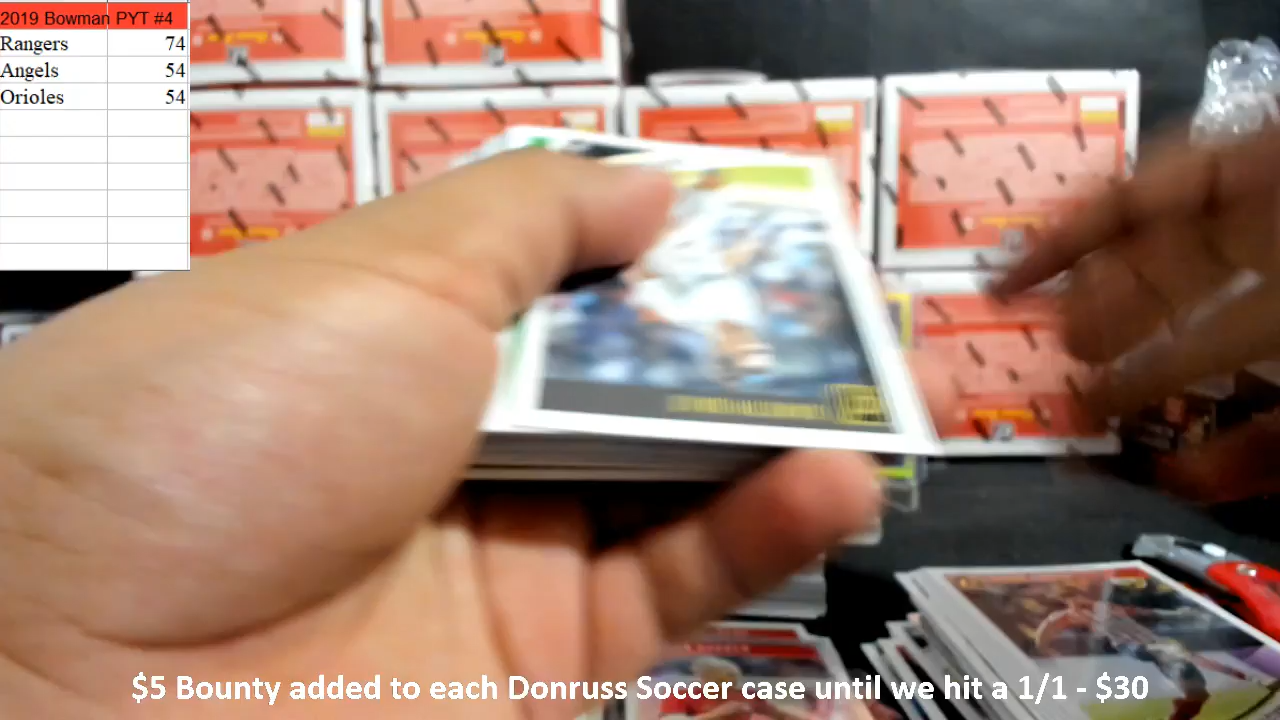 2019 Bowman PYT #4
Rangers 74
Angels 54
Orioles 54
$5 Bounty added to each Donruss Soccer case until we hit a 1/1 - $30